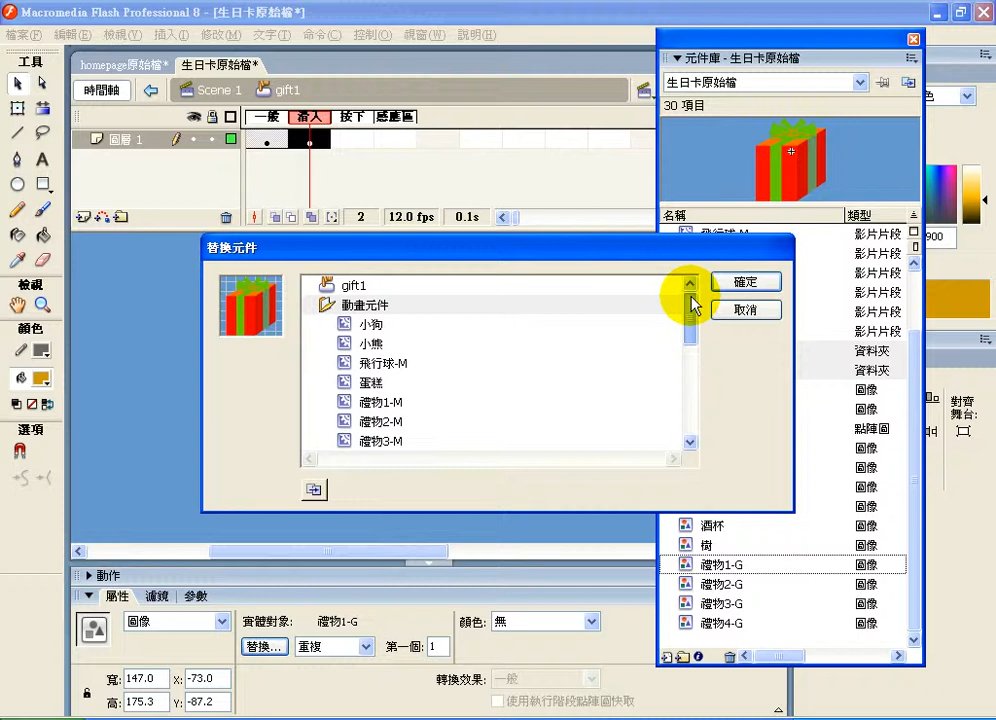 Macromedia Flash Professional 8 - [生日卡原始檔*]
檔案(F) 編輯(E) 檢視(V) 插入(I) 修改(M) 文字(T) 命令(C) 控制(O) 視窗(W) 說明(H)
工具
homepage原始檔* 生日卡原始檔*
時間軸 Scene 1 gift1
一般 滑入 按下 感應區
圖層 1
2 12.0 fps 0.1s
元件庫 - 生日卡原始檔
生日卡原始檔
30 項目
名稱 類型
飛行球-M 影片片段
影片片段
影片片段
影片片段
影片片段
影片片段
資料夾
資料夾
圖像
圖像
點陣圖
圖像
圖像
圖像
圖像
酒杯 圖像
樹 圖像
禮物1-G 圖像
禮物2-G 圖像
禮物3-G 圖像
禮物4-G 圖像
色
900
對齊
舞台:
替換元件
gift1
動畫元件
小狗
小熊
飛行球-M
蛋糕
禮物1-M
禮物2-M
禮物3-M
確定
取消
檢視
顏色
選項
動作
屬性 濾鏡 參數
圖像 實體對象: 禮物1-G 顏色: 無
替換... 重複 第一個: 1
寬: 147.0 X: -73.0 轉換效果: 一般
高: 175.3 Y: -87.2 使用執行階段點陣圖快取